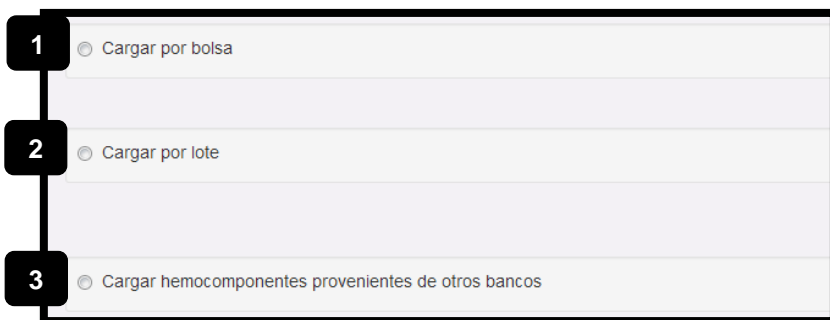 1 Cargar por bolsa
2 Cargar por lote
3 Cargar hemocomponentes provenientes de otros bancos